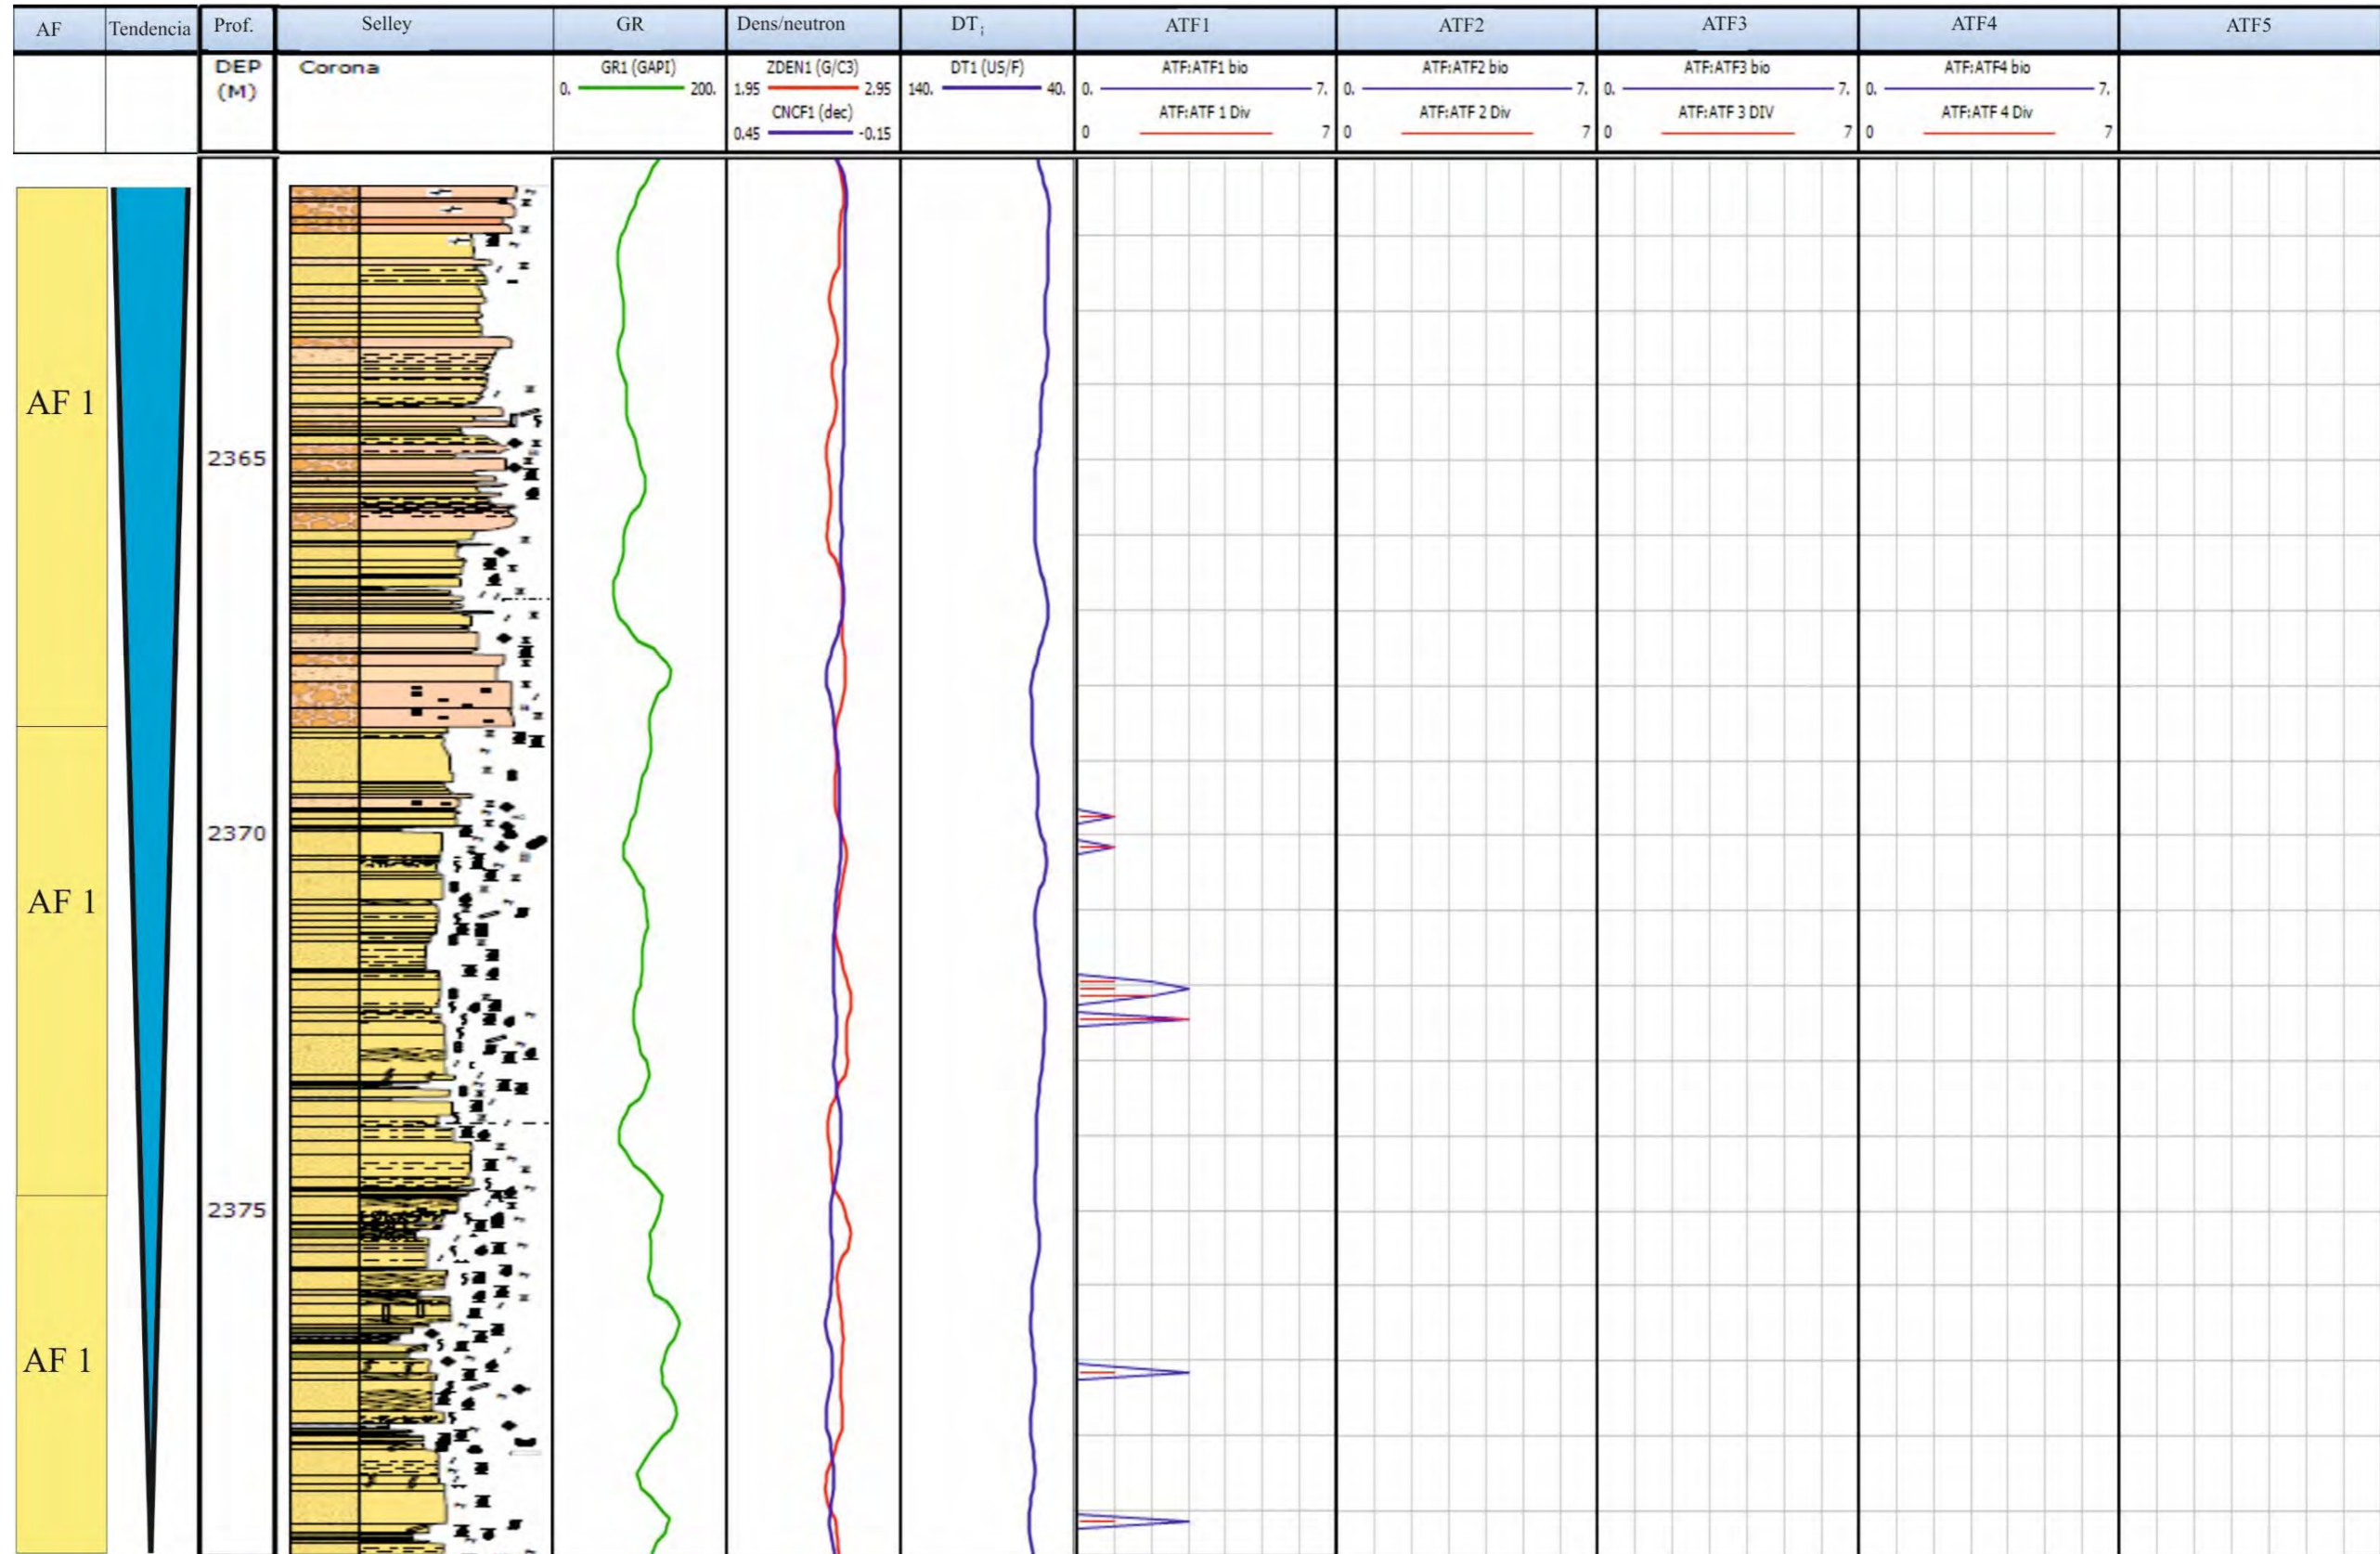 AF Tendencia Prof. Selley GR Dens/neutron DT; ATF1 ATF2 ATF3 ATF4 ATF5
DEP (M)
Corona
GR1 (GAPI)
0. 200.
ZDEN1 (G/C3)
1.95 2.95
CNCF1 (dec)
0.45 -0.15
DT1 (US/F)
140. 40.
ATF:ATF1 bio
0. 7.
ATF:ATF 1 Div
0 7
ATF:ATF2 bio
0. 7.
ATF:ATF 2 Div
0 7
ATF:ATF3 bio
0. 7.
ATF:ATF 3 DIV
0 7
ATF:ATF4 bio
0. 7.
ATF:ATF 4 Div
0 7
AF 1
2365
2370
AF 1
2375
AF 1